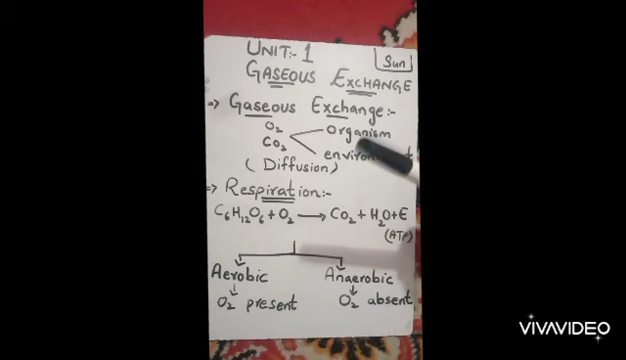 UNIT:- 1
Sun
GASEOUS EXCHANGE
=> Gaseous Exchange:-
O₂
CO₂
Organism
environment
(Diffusion)
=> Respiration:-
C₆H₁₂O₆ + O₂ → CO₂ + H₂O + E
(ATP)
Aerobic
Anaerobic
O₂ present
O₂ absent
VIVAVIDEO